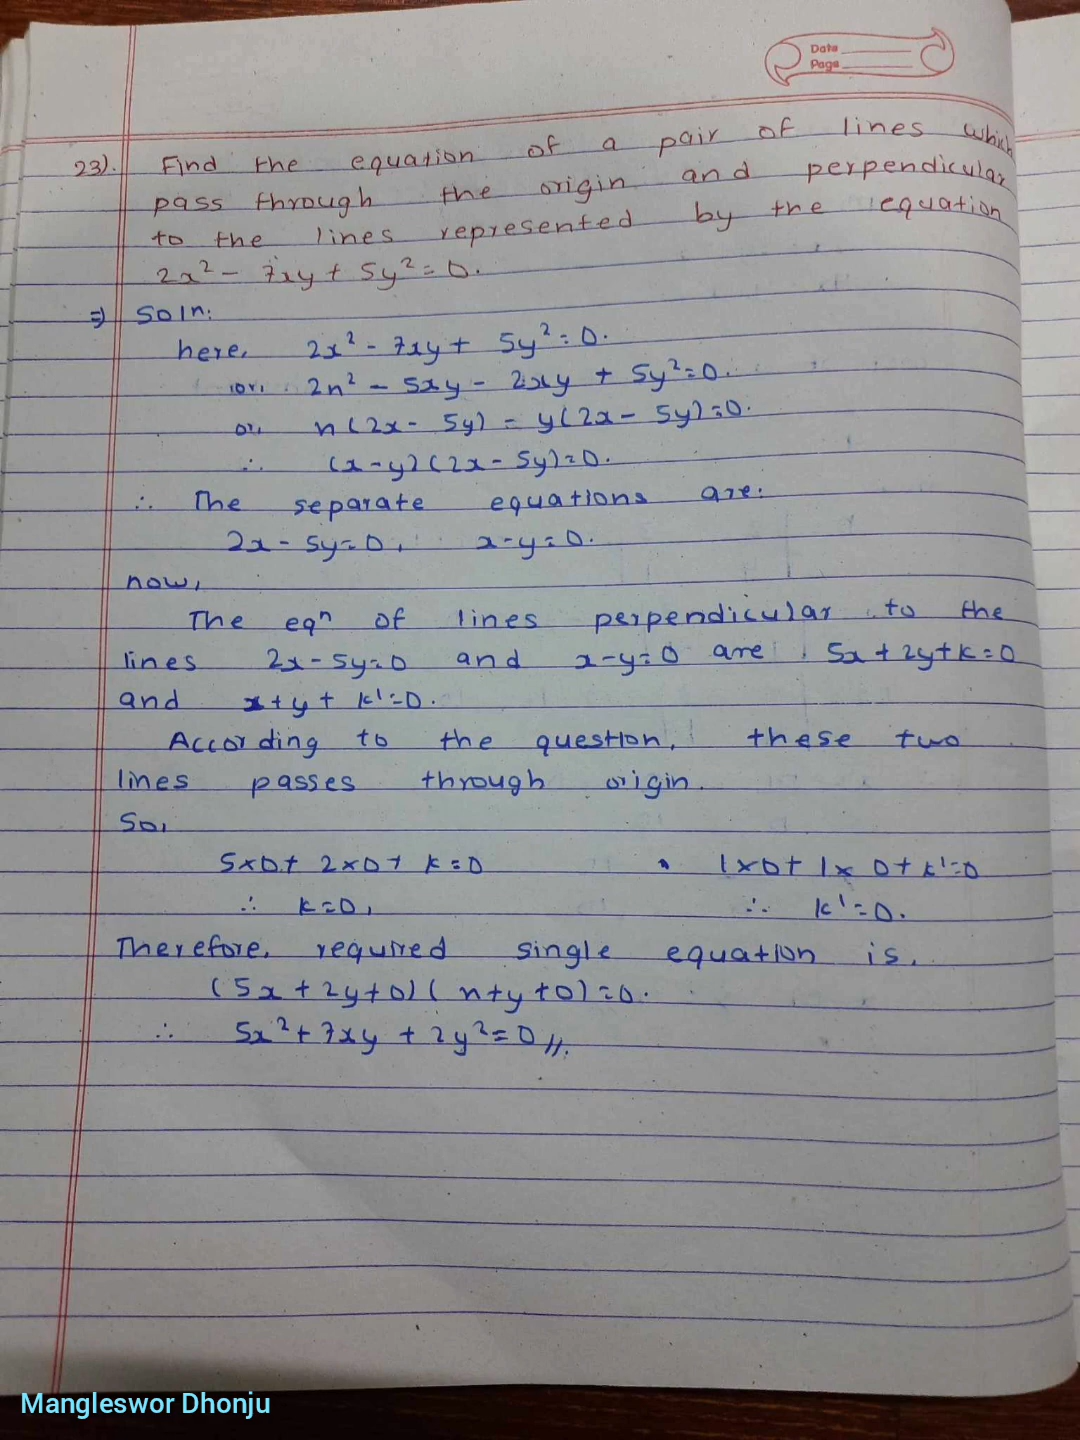 Date
Page
23). Find the equation of a pair of lines which
pass through the origin and perpendicular
to the lines represented by the equation
2x² - 7xy + 5y² = 0.
⇒ Soln:
here, 2x² - 7xy + 5y² = 0.
or, 2x² - 5xy - 2xy + 5y² = 0.
or, x(2x - 5y) - y(2x - 5y) = 0.
∴ (x-y)(2x - 5y) = 0.
∴ The separate equations are:
2x - 5y = 0, x - y = 0.
now,
The eqⁿ of lines perpendicular to the
lines 2x - 5y = 0 and x - y = 0 are 5x + 2y + k = 0
and x + y + k' = 0.
According to the question, these two
lines passes through origin.
So,
5×0 + 2×0 + k = 0 1×0 + 1×0 + k' = 0
∴ k = 0, ∴ k' = 0.
Therefore, required single equation is,
(5x + 2y + 0)(x + y + 0) = 0.
∴ 5x² + 7xy + 2y² = 0 //.
Mangleswor Dhonju